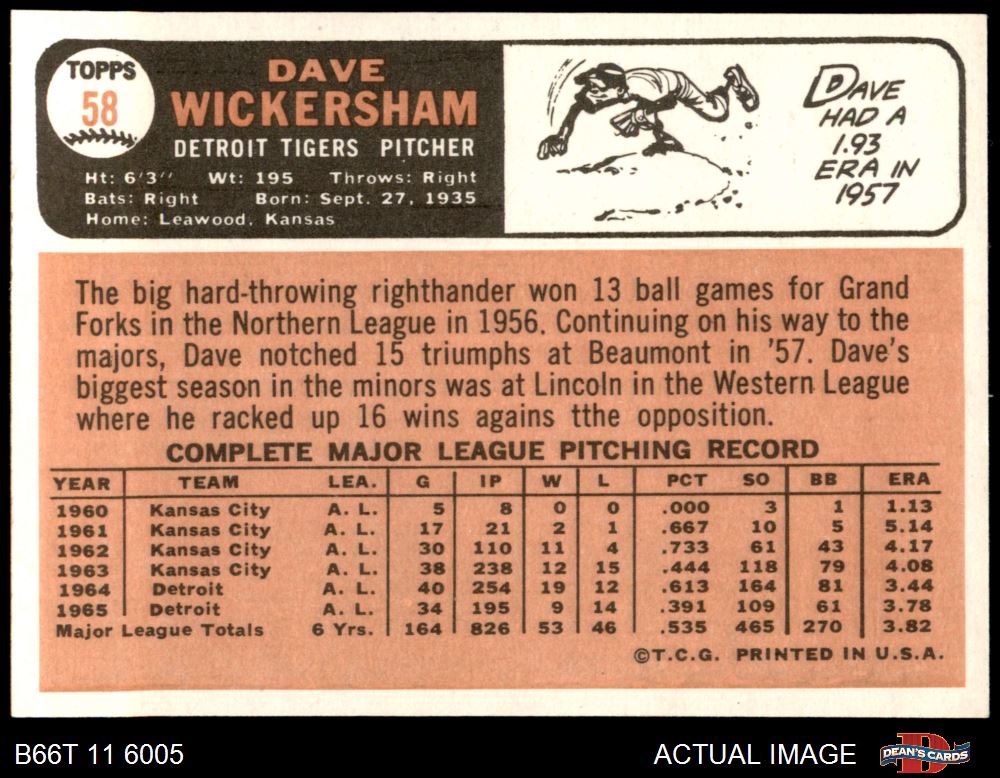 TOPPS
58
DAVE
WICKERSHAM
DETROIT TIGERS PITCHER
Ht: 6'3" Wt: 195 Throws: Right
Bats: Right Born: Sept. 27, 1935
Home: Leawood, Kansas
DAVE
HAD A
1.93
ERA IN
1957
The big hard-throwing righthander won 13 ball games for Grand
Forks in the Northern League in 1956. Continuing on his way to the
majors, Dave notched 15 triumphs at Beaumont in '57. Dave's
biggest season in the minors was at Lincoln in the Western League
where he racked up 16 wins agains tthe opposition.
COMPLETE MAJOR LEAGUE PITCHING RECORD
YEAR TEAM LEA. G IP W L PCT SO BB ERA
1960 Kansas City A. L. 5 8 0 0 .000 3 1 1.13
1961 Kansas City A. L. 17 21 2 1 .667 10 5 5.14
1962 Kansas City A. L. 30 110 11 4 .733 61 43 4.17
1963 Kansas City A. L. 38 238 12 15 .444 118 79 4.08
1964 Detroit A. L. 40 254 19 12 .613 164 81 3.44
1965 Detroit A. L. 34 195 9 14 .391 109 61 3.78
Major League Totals 6 Yrs. 164 826 53 46 .535 465 270 3.82
©T.C.G. PRINTED IN U.S.A.
B66T 11 6005
ACTUAL IMAGE
DEAN'S CARDS